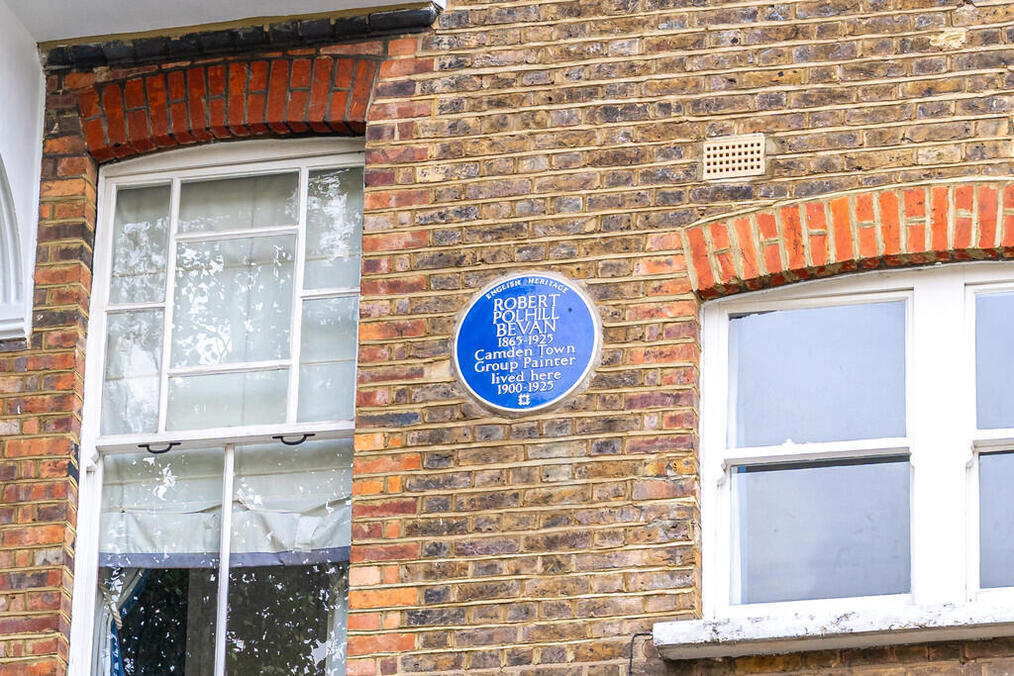 ENGLISH HERITAGE
ROBERT
POLHILL
BEVAN
1865-1925
Camden Town
Group Painter
lived here
1900-1925